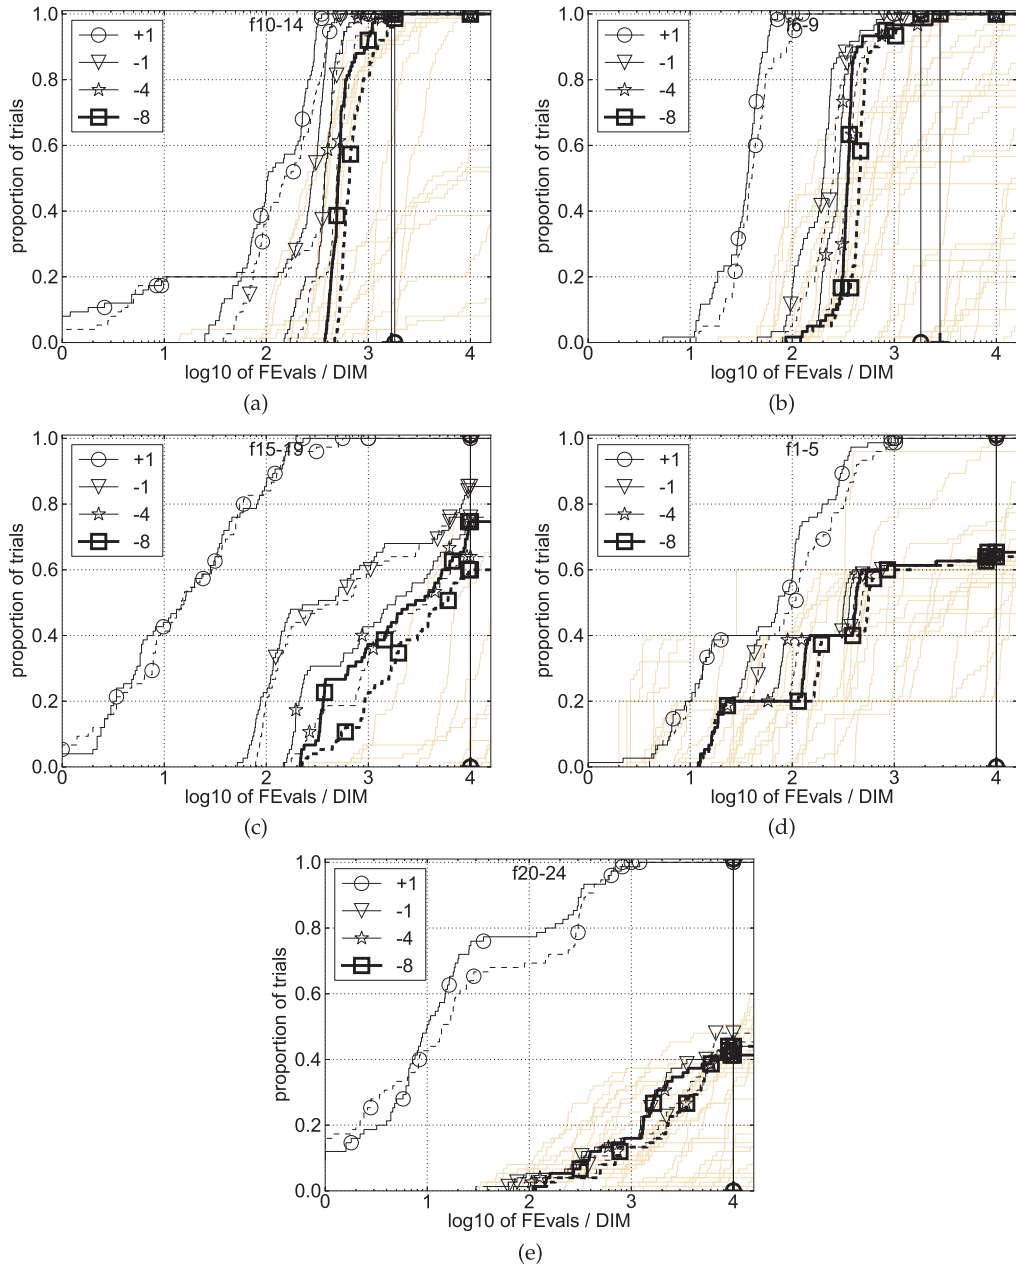 f10-14
+1
-1
-4
-8
1.0
0.8
0.6
0.4
0.2
0.0
proportion of trials
0 1 2 3 4
log10 of FEvals / DIM
(a)
f6-9
+1
-1
-4
-8
1.0
0.8
0.6
0.4
0.2
0.0
proportion of trials
0 1 2 3 4
log10 of FEvals / DIM
(b)
f15-19
+1
-1
-4
-8
1.0
0.8
0.6
0.4
0.2
0.0
proportion of trials
0 1 2 3 4
log10 of FEvals / DIM
(c)
f1-5
+1
-1
-4
-8
1.0
0.8
0.6
0.4
0.2
0.0
proportion of trials
0 1 2 3 4
log10 of FEvals / DIM
(d)
f20-24
+1
-1
-4
-8
1.0
0.8
0.6
0.4
0.2
0.0
proportion of trials
0 1 2 3 4
log10 of FEvals / DIM
(e)